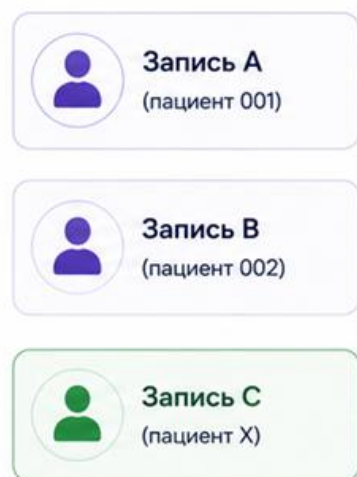 Запись A
(пациент 001)
Запись B
(пациент 002)
Запись C
(пациент X)